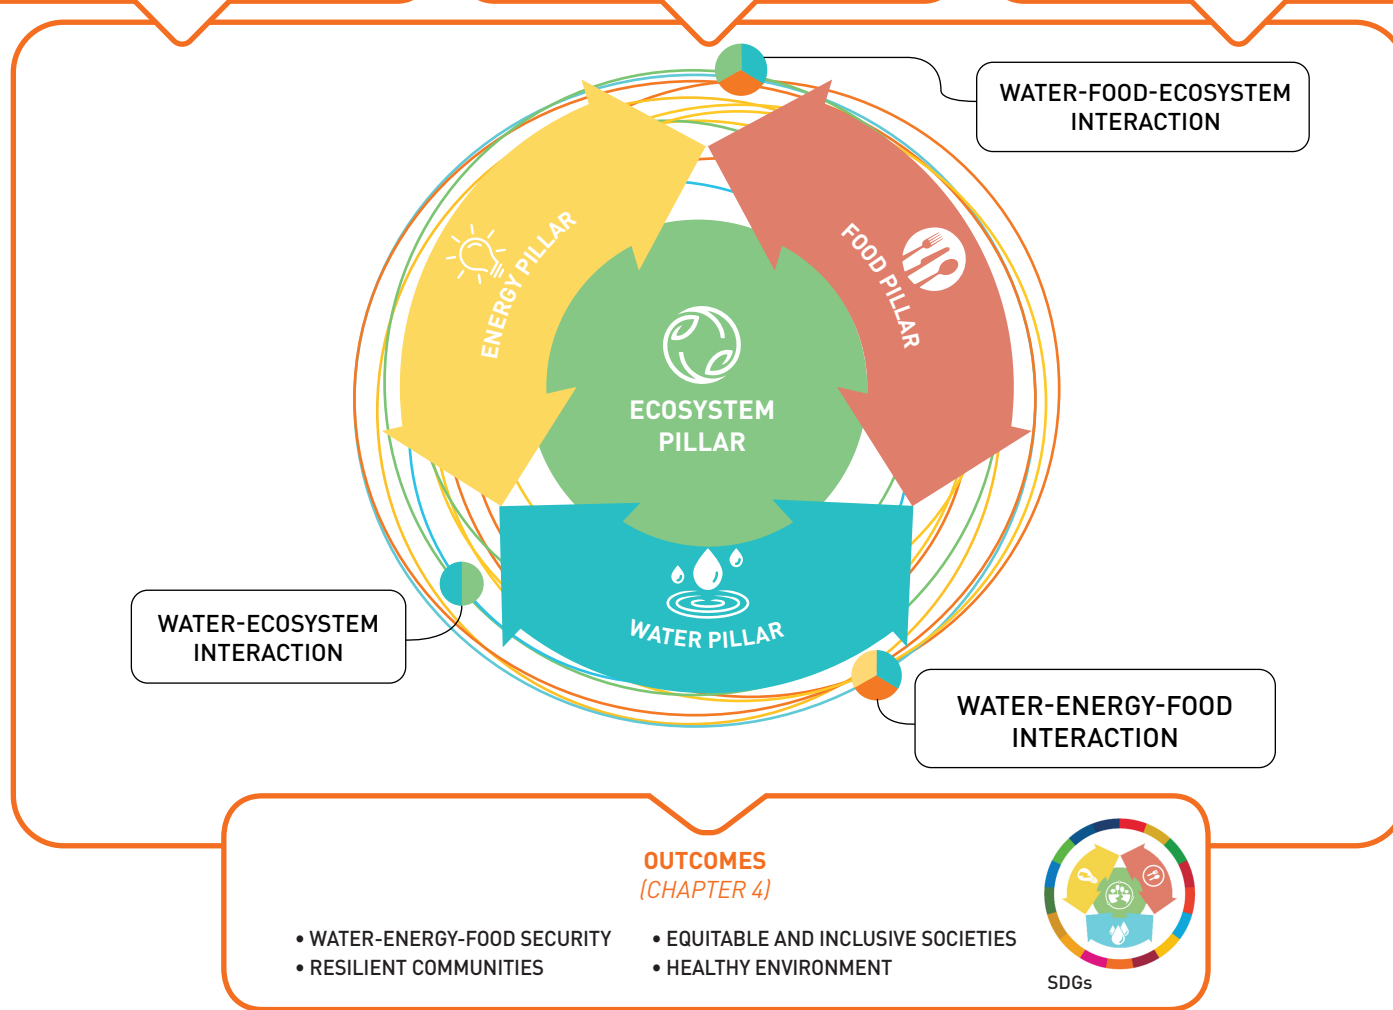 WATER-FOOD-ECOSYSTEM
INTERACTION
ENERGY PILLAR
FOOD PILLAR
ECOSYSTEM
PILLAR
WATER PILLAR
WATER-ECOSYSTEM
INTERACTION
WATER-ENERGY-FOOD
INTERACTION
OUTCOMES
(CHAPTER 4)
• WATER-ENERGY-FOOD SECURITY
• RESILIENT COMMUNITIES
• EQUITABLE AND INCLUSIVE SOCIETIES
• HEALTHY ENVIRONMENT
SDGs